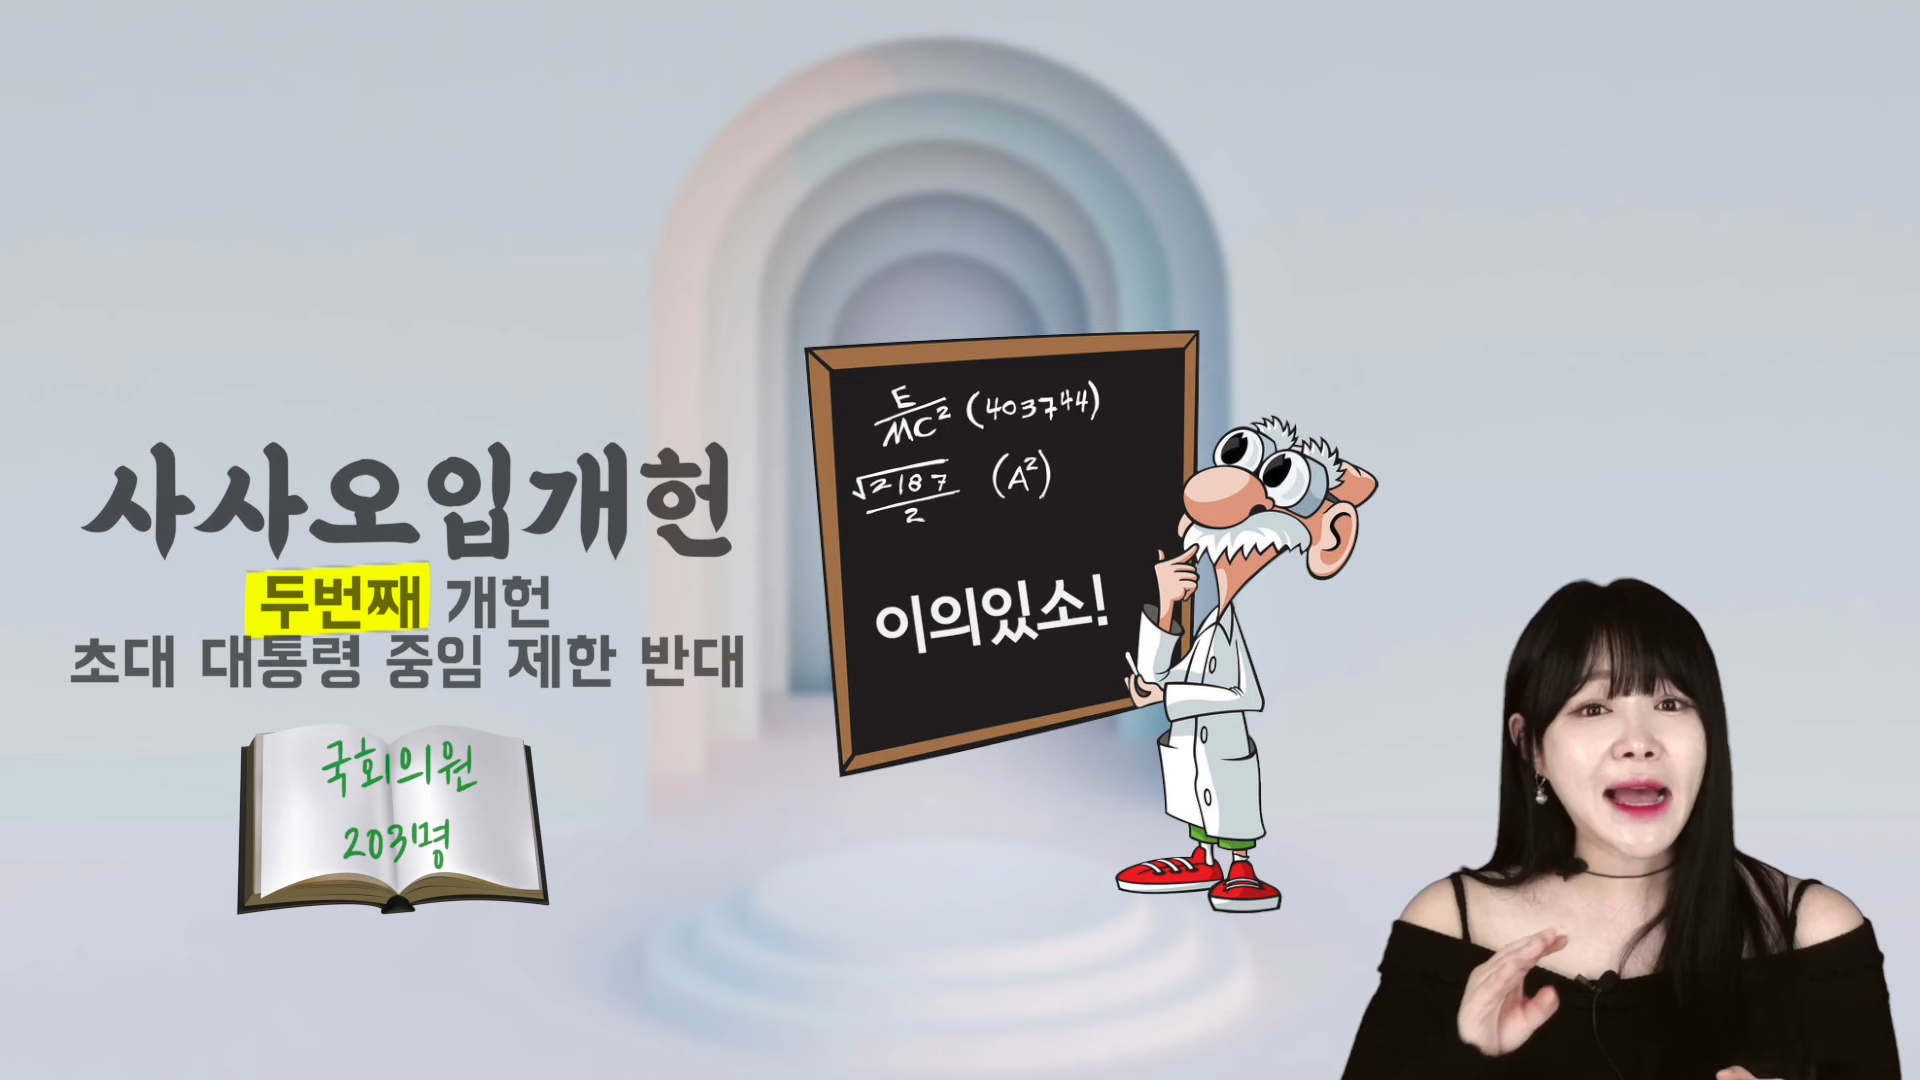 사사오입개헌
두번째 개헌
초대 대통령 중임 제한 반대
국회의원
203명
E/MC² (403744)
√2187/2 (A²)
이의있소!